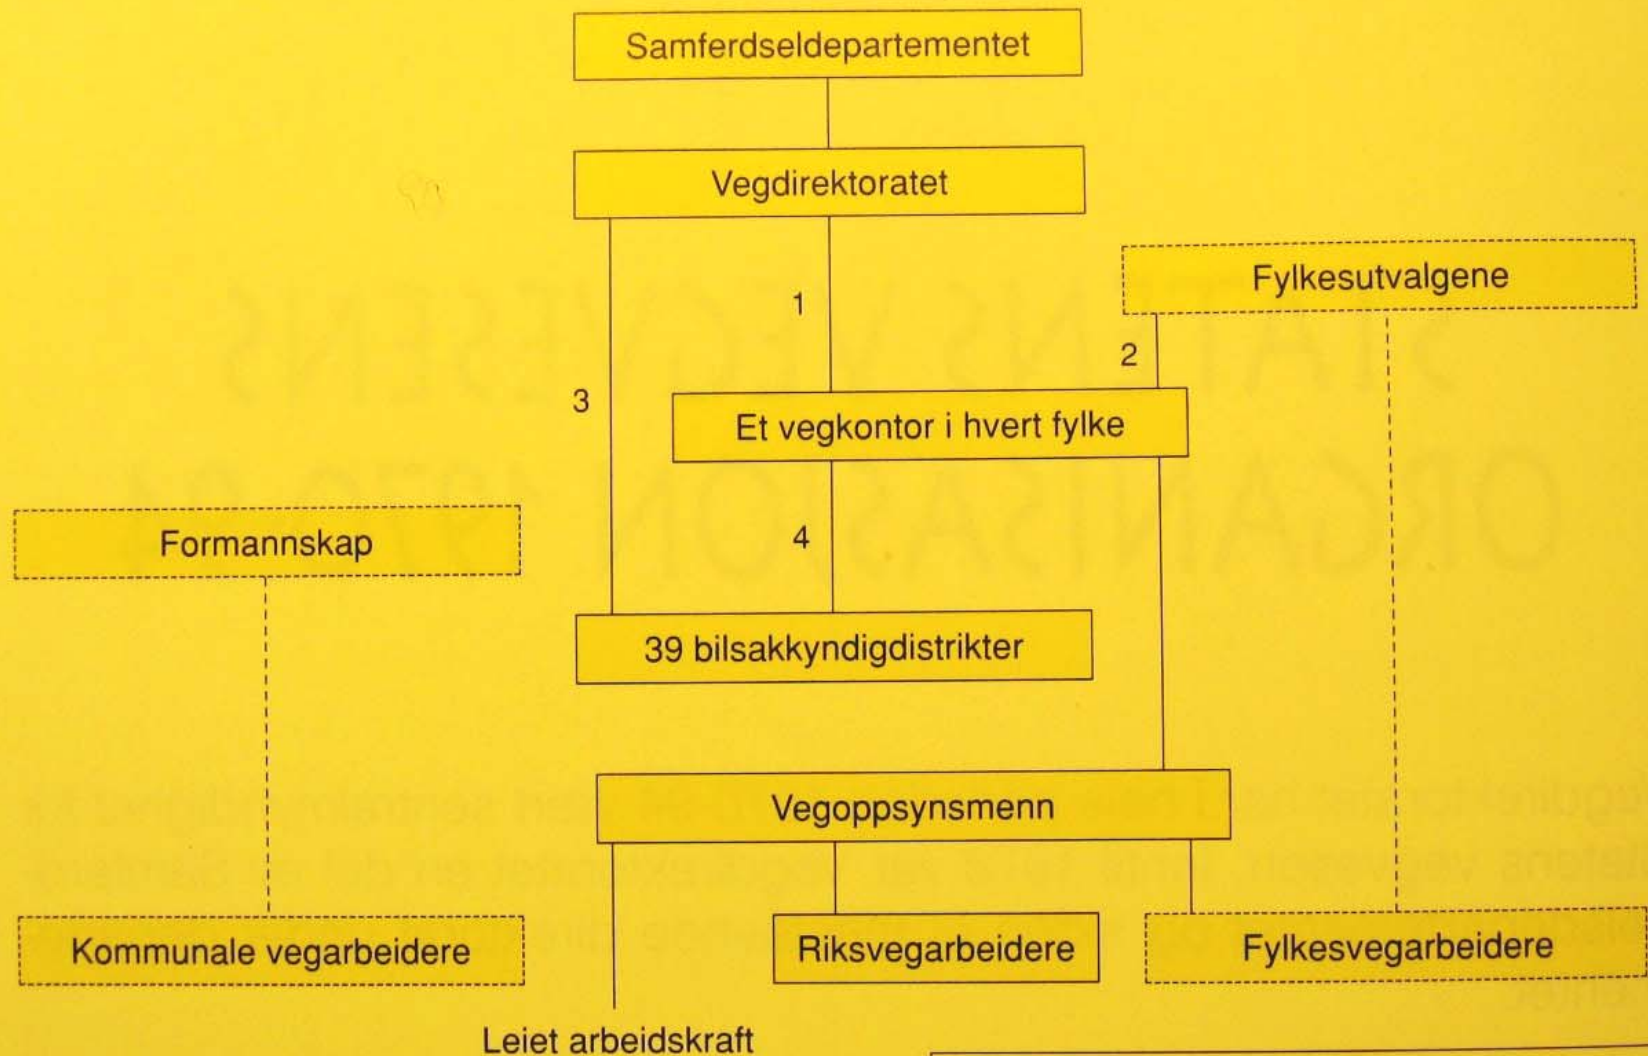 Samferdseldepartementet
Vegdirektoratet
Fylkesutvalgene
1
2
3
Et vegkontor i hvert fylke
Formannskap
4
39 bilsakkyndigdistrikter
Vegoppsynsmenn
Kommunale vegarbeidere
Riksvegarbeidere
Fylkesvegarbeidere
Leiet arbeidskraft